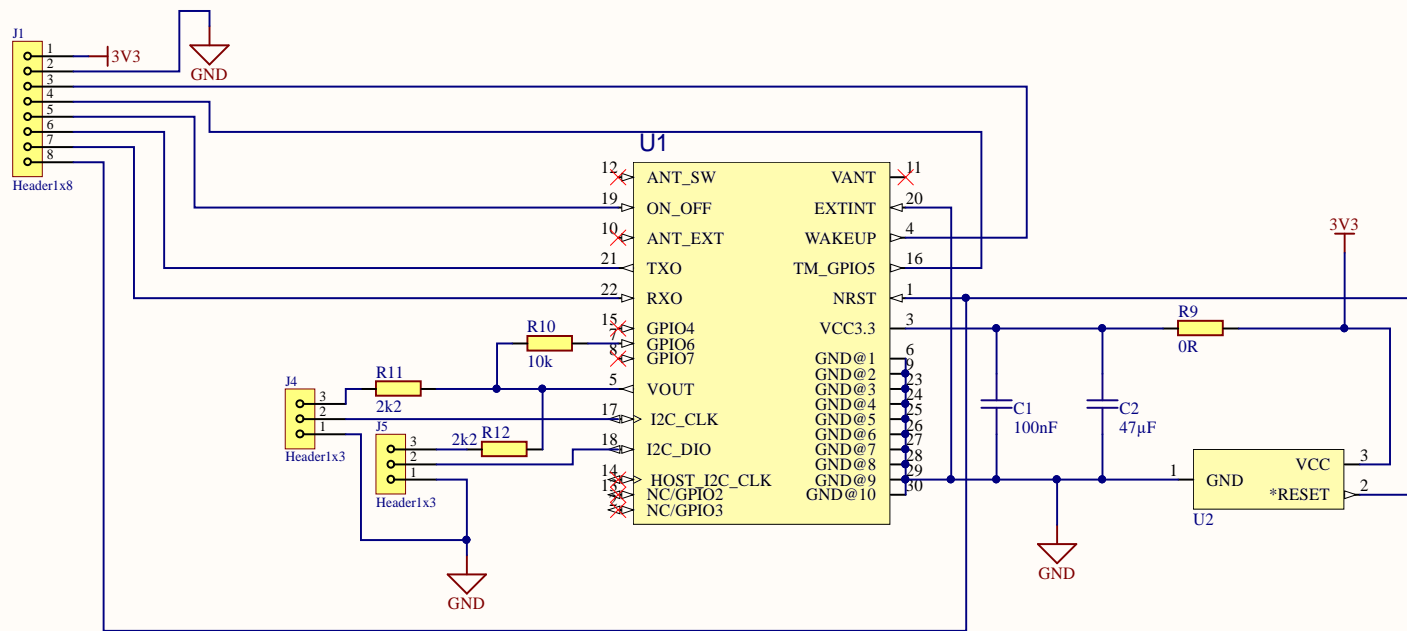 J1
1
2
3
4
5
6
7
8
Header1x8
3V3
GND
U1
12 ANT_SW
19 ON_OFF
10 ANT_EXT
21 TXO
22 RXO
15 GPIO4
7 GPIO6
8 GPIO7
5 VOUT
17 I2C_CLK
18 I2C_DIO
14 HOST_I2C_CLK
13 NC/GPIO2
NC/GPIO3
VANT 11
EXTINT 20
WAKEUP 4
TM_GPIO5 16
NRST 1
VCC3.3 3
GND@1 6
GND@2 9
GND@3 23
GND@4 24
GND@5 25
GND@6 26
GND@7 27
GND@8 28
GND@9 29
GND@10 30
R10
10k
R11
2k2
J4
3
2
1
Header1x3
J5
3
2
1
Header1x3
2k2 R12
GND
C1
100nF
C2
47µF
R9
0R
3V3
GND
1 GND
VCC 3
*RESET 2
U2